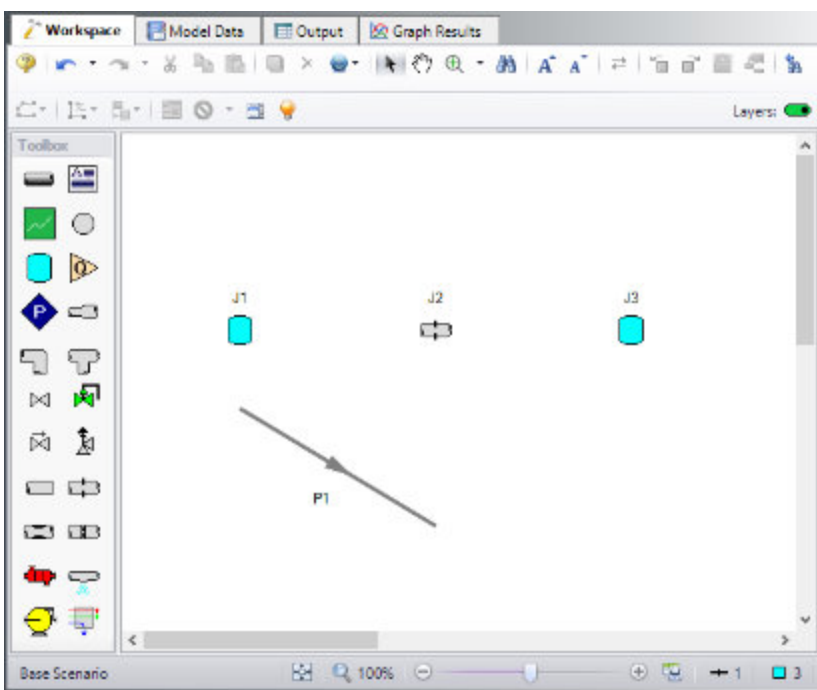 Workspace Model Data Output Graph Results
A A
Layers:
Toolbox
Q
P
J1 J2 J3
P1
Base Scenario 100% 1 3